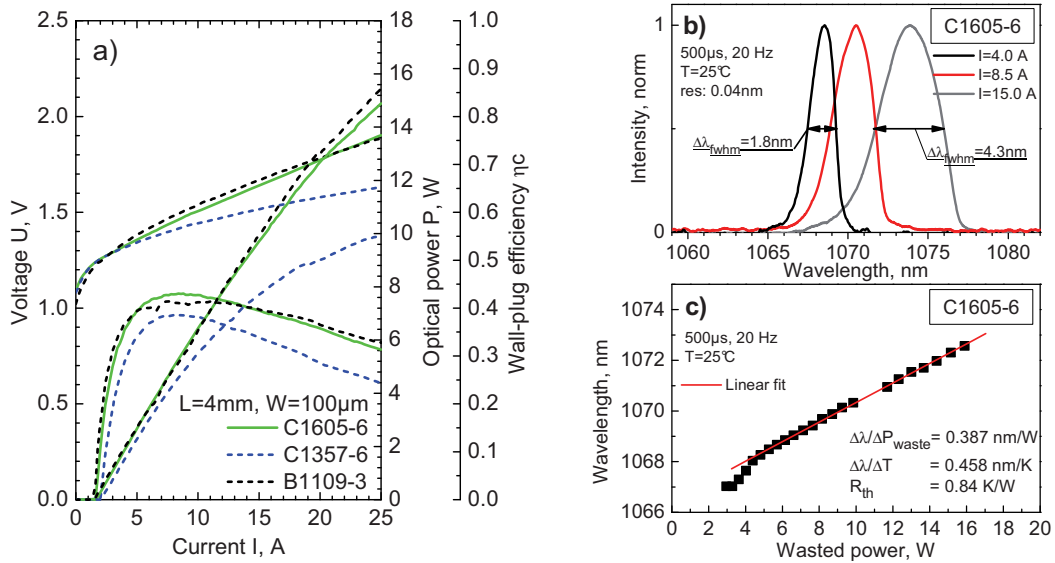 a)
Voltage U, V
2.0
1.5
1.0
0.5
0.0
0 5 10 15 20 25
Current I, A
L=4mm, W=100µm
C1605-6
C1357-6
B1109-3
Optical power P, W
18
16
14
12
10
8
6
4
2
0
Wall-plug efficiency ηc
1.0
0.9
0.8
0.7
0.6
0.5
0.4
0.3
0.2
0.1
0.0
b)
C1605-6
500µs, 20 Hz
T=25°C
res: 0.04nm
I=4.0 A
I=8.5 A
I=15.0 A
Δλfwhm=1.8nm
Δλfwhm=4.3nm
Intensity, norm
1
0
1060 1065 1070 1075 1080
Wavelength, nm
c)
C1605-6
500µs, 20 Hz
T=25°C
Linear fit
Δλ/ΔPwaste = 0.387 nm/W
Δλ/ΔT = 0.458 nm/K
Rth = 0.84 K/W
Wavelength, nm
1074
1072
1070
1068
1066
0 2 4 6 8 10 12 14 16 18 20
Wasted power, W